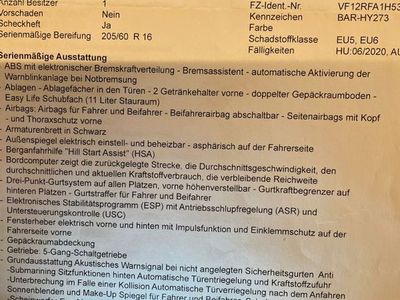 Anzahl Besitzer 1 FZ-Ident.-Nr. VF12RFA1H53
Vorschaden Nein Kennzeichen BAR-HY273
Scheckheft Ja Farbe
Serienmäßige Bereifung 205/60 R 16 Schadstoffklasse EU5, EU6
Fälligkeiten HU:06/2020, AU
Serienmäßige Ausstattung
- ABS mit elektronischer Bremskraftverteilung - Bremsassistent - automatische Aktivierung der
Warnblinkanlage bei Notbremsung
- Ablagen - Ablagefächer in den Türen - 2 Getränkehalter vorne - doppelter Gepäckraumboden -
Easy Life Schubfach (11 Liter Stauraum)
- Airbags: Airbags für Fahrer und Beifahrer - Beifahrerairbag abschaltbar - Seitenairbags mit Kopf
- und Thoraxschutz vorne
- Armaturenbrett in Schwarz
- Außenspiegel elektrisch einstell- und beheizbar - asphärisch auf der Fahrerseite
- Berganfahrhilfe "Hill Start Assist" (HSA)
- Bordcomputer zeigt die zurückgelegte Strecke, die Durchschnittsgeschwindigkeit, den
durchschnittlichen und aktuellen Kraftstoffverbrauch, die verbleibende Reichweite
- Drei-Punkt-Gurtsystem auf allen Plätzen, vorne höhenverstellbar - Gurtkraftbegrenzer auf
hinteren Plätzen - Gurtstraffer für Fahrer und Beifahrer
- Elektronisches Stabilitätsprogramm (ESP) mit Antriebsschlupfregelung (ASR) und
Untersteuerungskontrolle (USC)
- Fensterheber elektrisch vorne und hinten mit Impulsfunktion und Einklemmschutz auf der
Fahrerseite vorne
- Gepäckraumabdeckung
- Getriebe: 5-Gang-Schaltgetriebe
- Grundausstattung Akustisches Warnsignal bei nicht angelegten Sicherheitsgurten Anti
-Submarining Sitzfunktionen hinten Automatische Türentriegelung und Kraftstoffzufuhr
-Unterbrechung im Falle einer Kollision Automatische Türverriegelung nach dem
Sonnenblenden und Make-Up Spiegel für Fahrer und Beifahrer